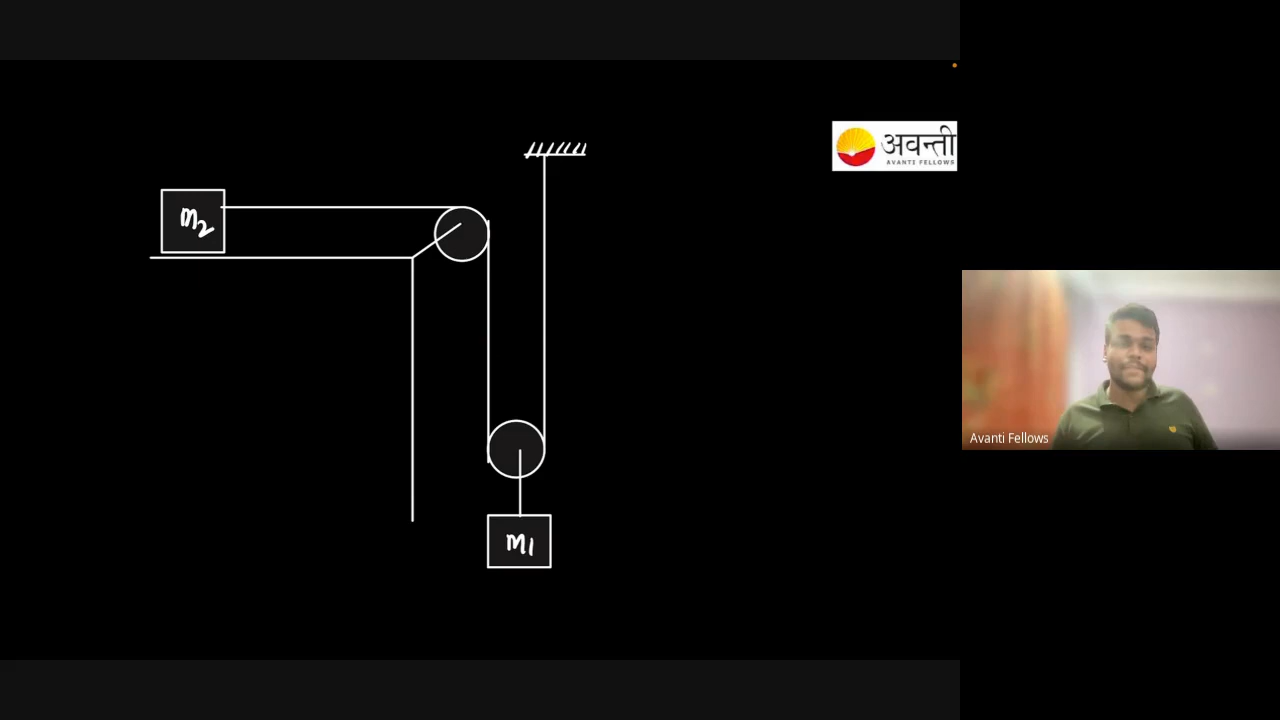 अवन्ती
AVANTI FELLOWS
m2
m1
Avanti Fellows